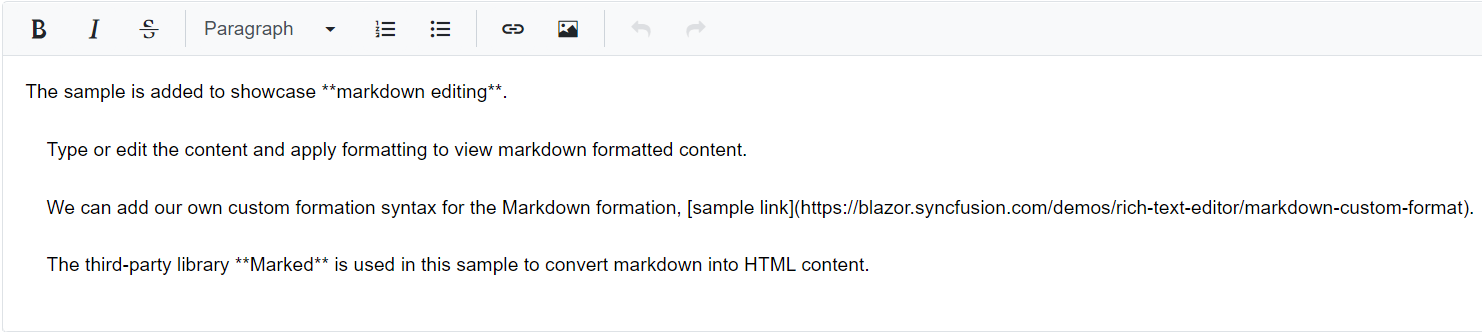 B I S Paragraph
The sample is added to showcase **markdown editing**.
Type or edit the content and apply formatting to view markdown formatted content.
We can add our own custom formation syntax for the Markdown formation, [sample link](https://blazor.syncfusion.com/demos/rich-text-editor/markdown-custom-format).
The third-party library **Marked** is used in this sample to convert markdown into HTML content.